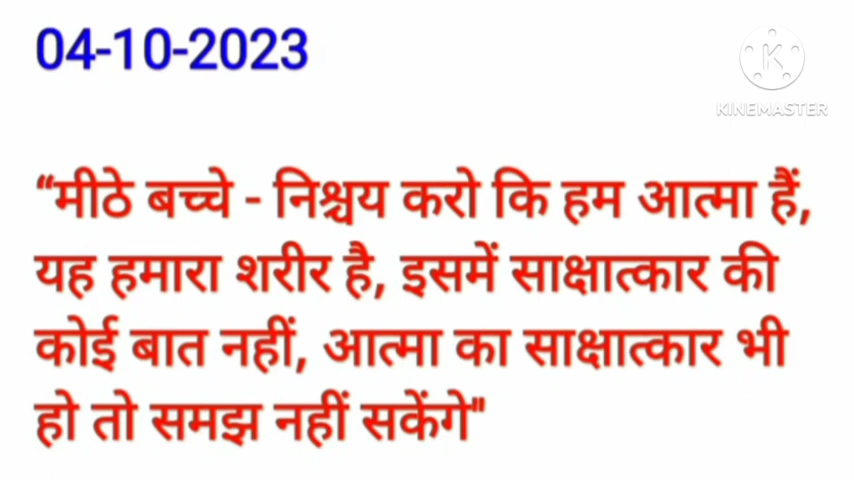 04-10-2023
KINEMASTER
“मीठे बच्चे - निश्चय करो कि हम आत्मा हैं,
यह हमारा शरीर है, इसमें साक्षात्कार की
कोई बात नहीं, आत्मा का साक्षात्कार भी
हो तो समझ नहीं सकेंगे"